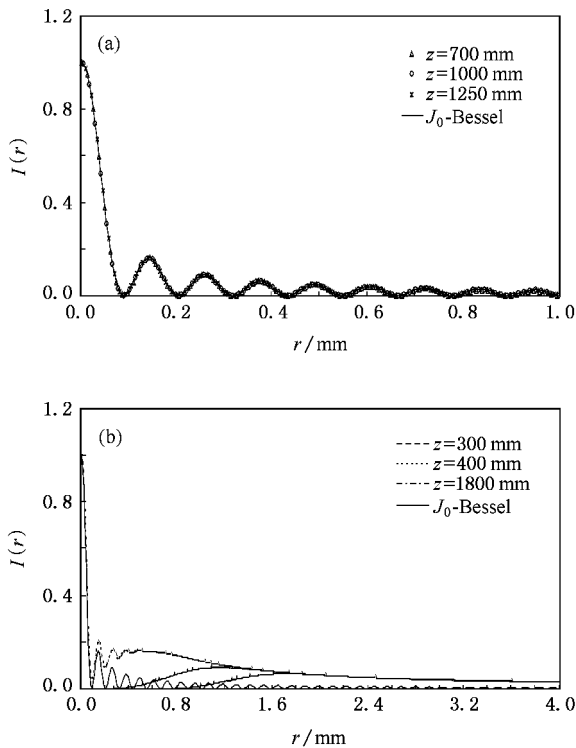 (a)
1.2
0.8
0.4
0.0
I(r)
z=700 mm
z=1000 mm
z=1250 mm
J₀-Bessel
0.0 0.2 0.4 0.6 0.8 1.0
r/mm
(b)
1.2
0.8
0.4
0.0
I(r)
z=300 mm
z=400 mm
z=1800 mm
J₀-Bessel
0.0 0.8 1.6 2.4 3.2 4.0
r/mm